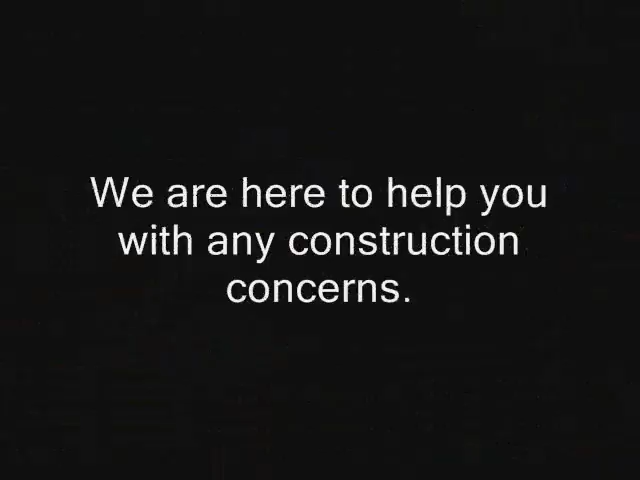 We are here to help you
with any construction
concerns.